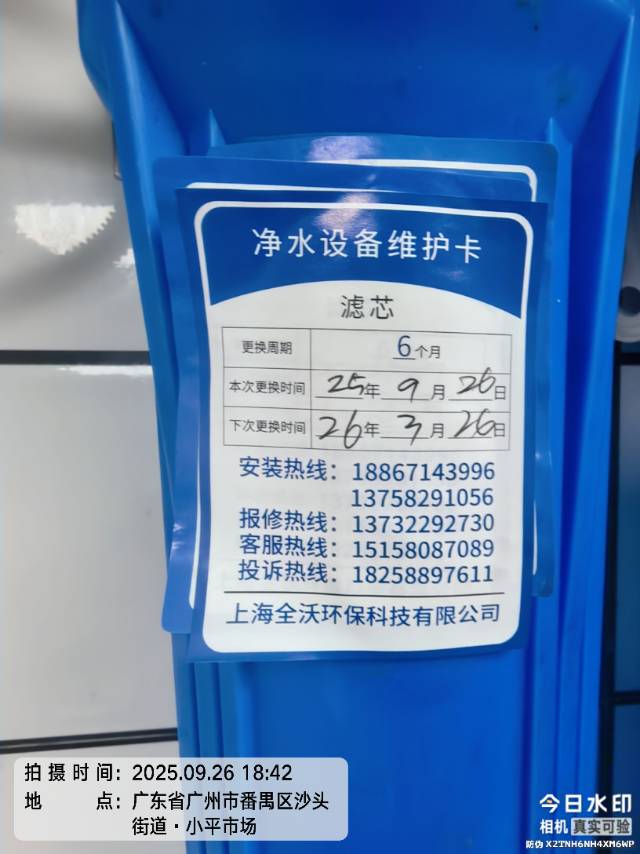 净水设备维护卡
滤芯
更换周期 6个月
本次更换时间 25年9月26日
下次更换时间 26年3月26日
安装热线：18867143996
13758291056
报修热线：13732292730
客服热线：15158087089
投诉热线：18258897611
上海全沃环保科技有限公司
拍摄时间：2025.09.26 18:42
地点：广东省广州市番禺区沙头
街道·小平市场
今日水印
相机 真实可验
防伪 X2TNH6NH4XM6WP